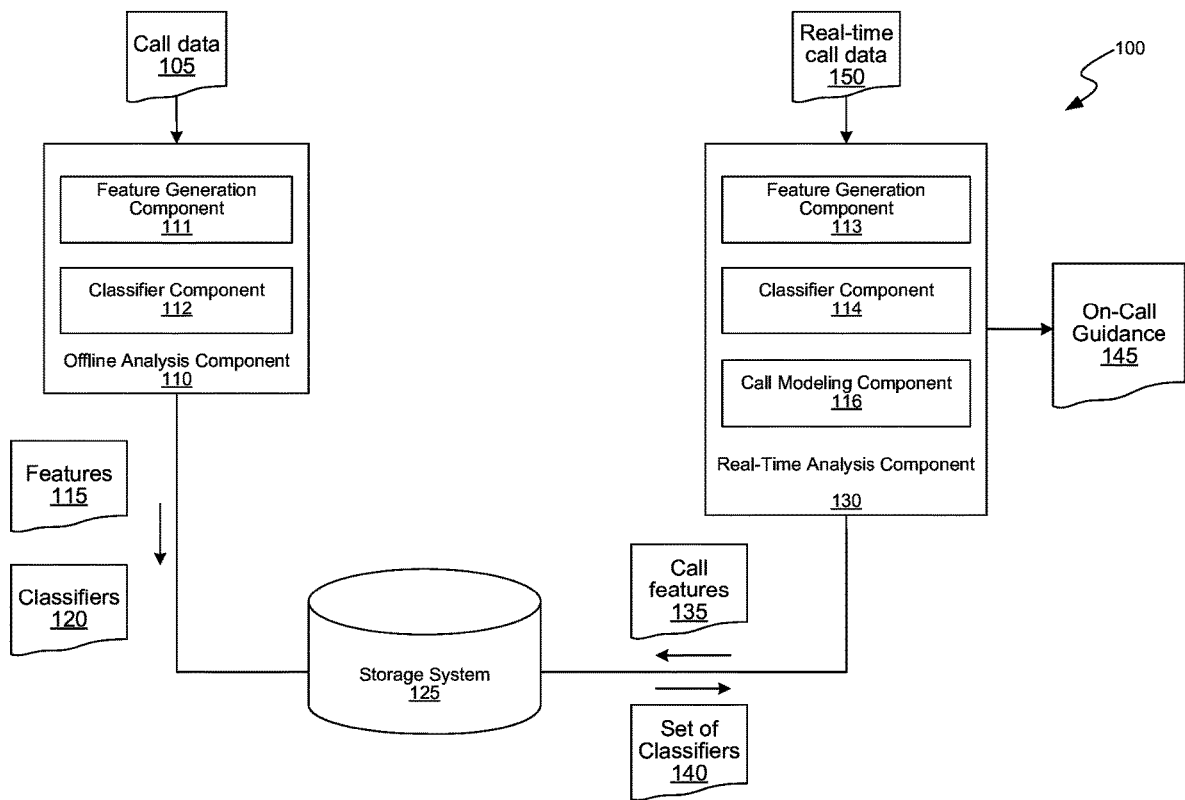 Call data
105
Real-time
call data
150
100
Feature Generation
Component
111
Classifier Component
112
Offline Analysis Component
110
Feature Generation
Component
113
Classifier Component
114
Call Modeling Component
116
Real-Time Analysis Component
130
On-Call
Guidance
145
Features
115
Classifiers
120
Storage System
125
Call
features
135
Set of
Classifiers
140